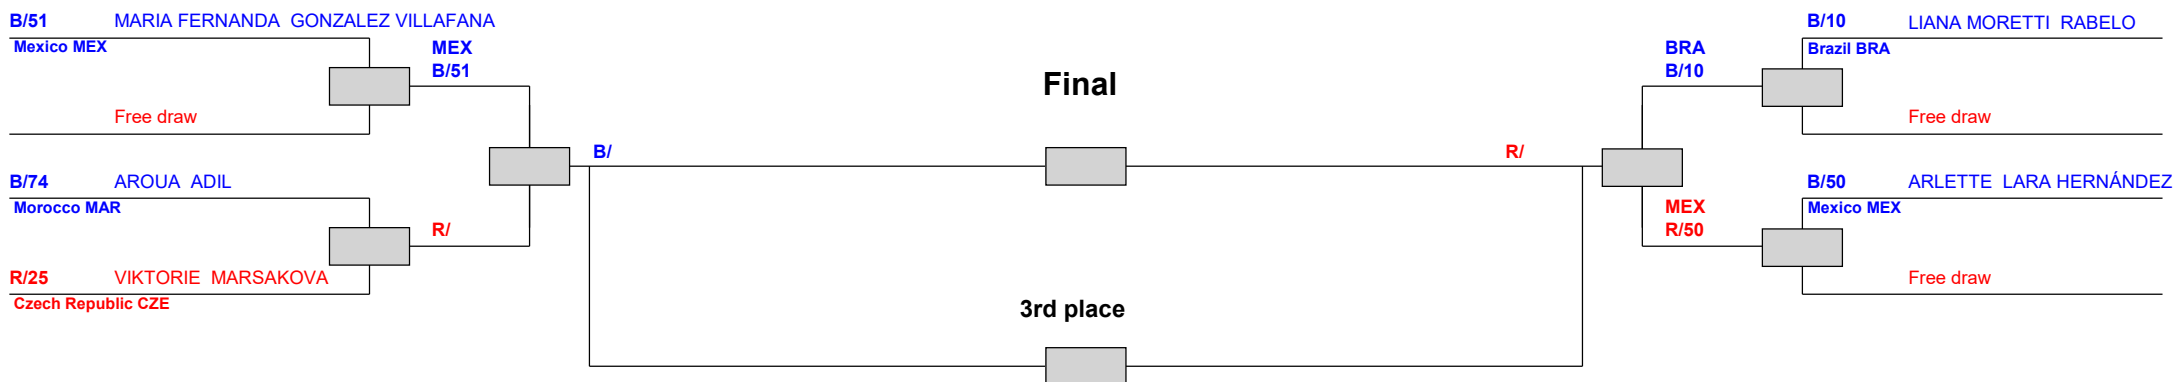 B/51 MARIA FERNANDA GONZALEZ VILLAFANA
Mexico MEX
MEX
B/51
Free draw
B/74 AROUA ADIL
Morocco MAR
R/
R/25 VIKTORIE MARSAKOVA
Czech Republic CZE
B/
Final
3rd place
R/
BRA
B/10
MEX
R/50
B/10 LIANA MORETTI RABELO
Brazil BRA
Free draw
B/50 ARLETTE LARA HERNÁNDEZ
Mexico MEX
Free draw